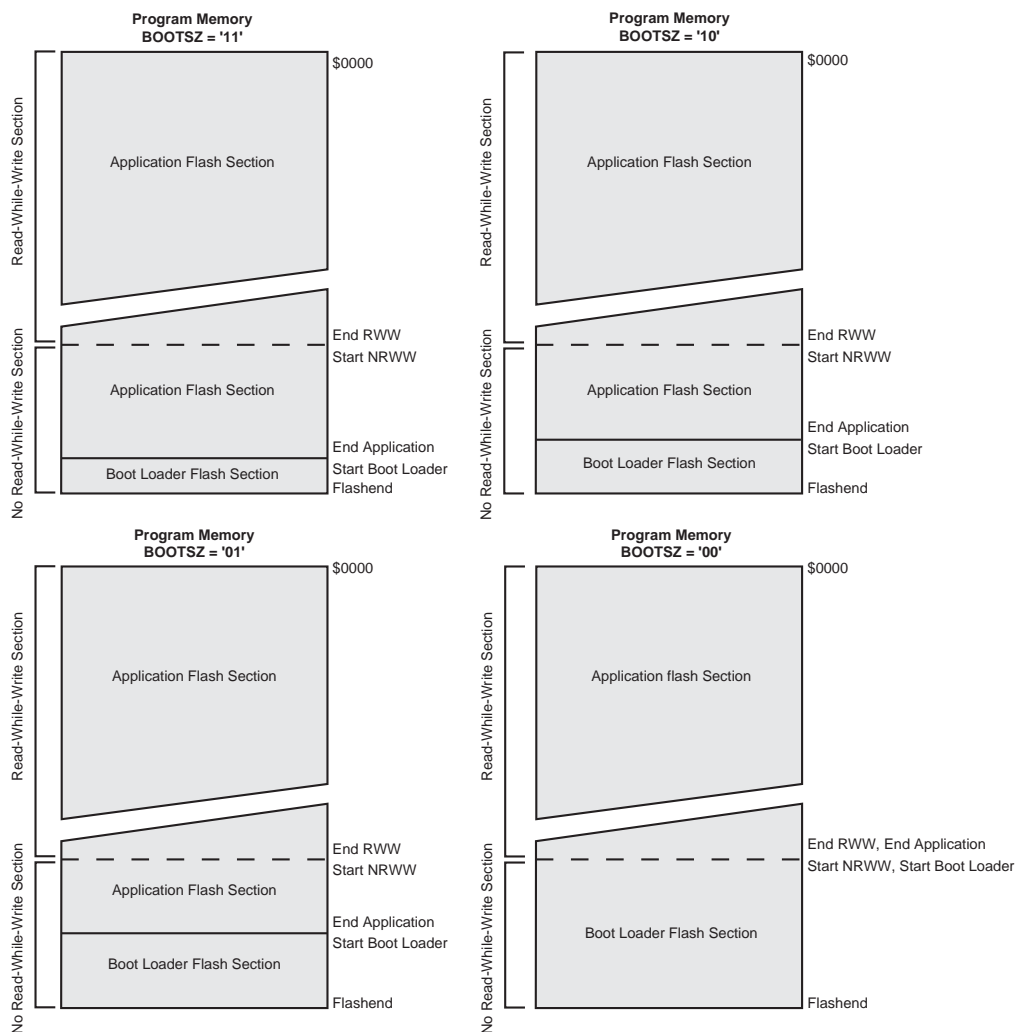 Program Memory
BOOTSZ = '11'
$0000
Read-While-Write Section
Application Flash Section
End RWW
Start NRWW
No Read-While-Write Section
Application Flash Section
End Application
Start Boot Loader
Boot Loader Flash Section
Flashend
Program Memory
BOOTSZ = '10'
$0000
Read-While-Write Section
Application Flash Section
End RWW
Start NRWW
No Read-While-Write Section
Application Flash Section
End Application
Start Boot Loader
Boot Loader Flash Section
Flashend
Program Memory
BOOTSZ = '01'
$0000
Read-While-Write Section
Application Flash Section
End RWW
Start NRWW
No Read-While-Write Section
Application Flash Section
End Application
Start Boot Loader
Boot Loader Flash Section
Flashend
Program Memory
BOOTSZ = '00'
$0000
Read-While-Write Section
Application flash Section
End RWW, End Application
Start NRWW, Start Boot Loader
No Read-While-Write Section
Boot Loader Flash Section
Flashend